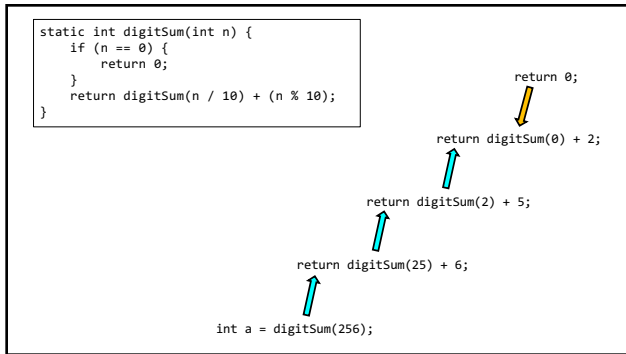 static int digitSum(int n) {
    if (n == 0) {
        return 0;
    }
    return digitSum(n / 10) + (n % 10);
}
return 0;
return digitSum(0) + 2;
return digitSum(2) + 5;
return digitSum(25) + 6;
int a = digitSum(256);